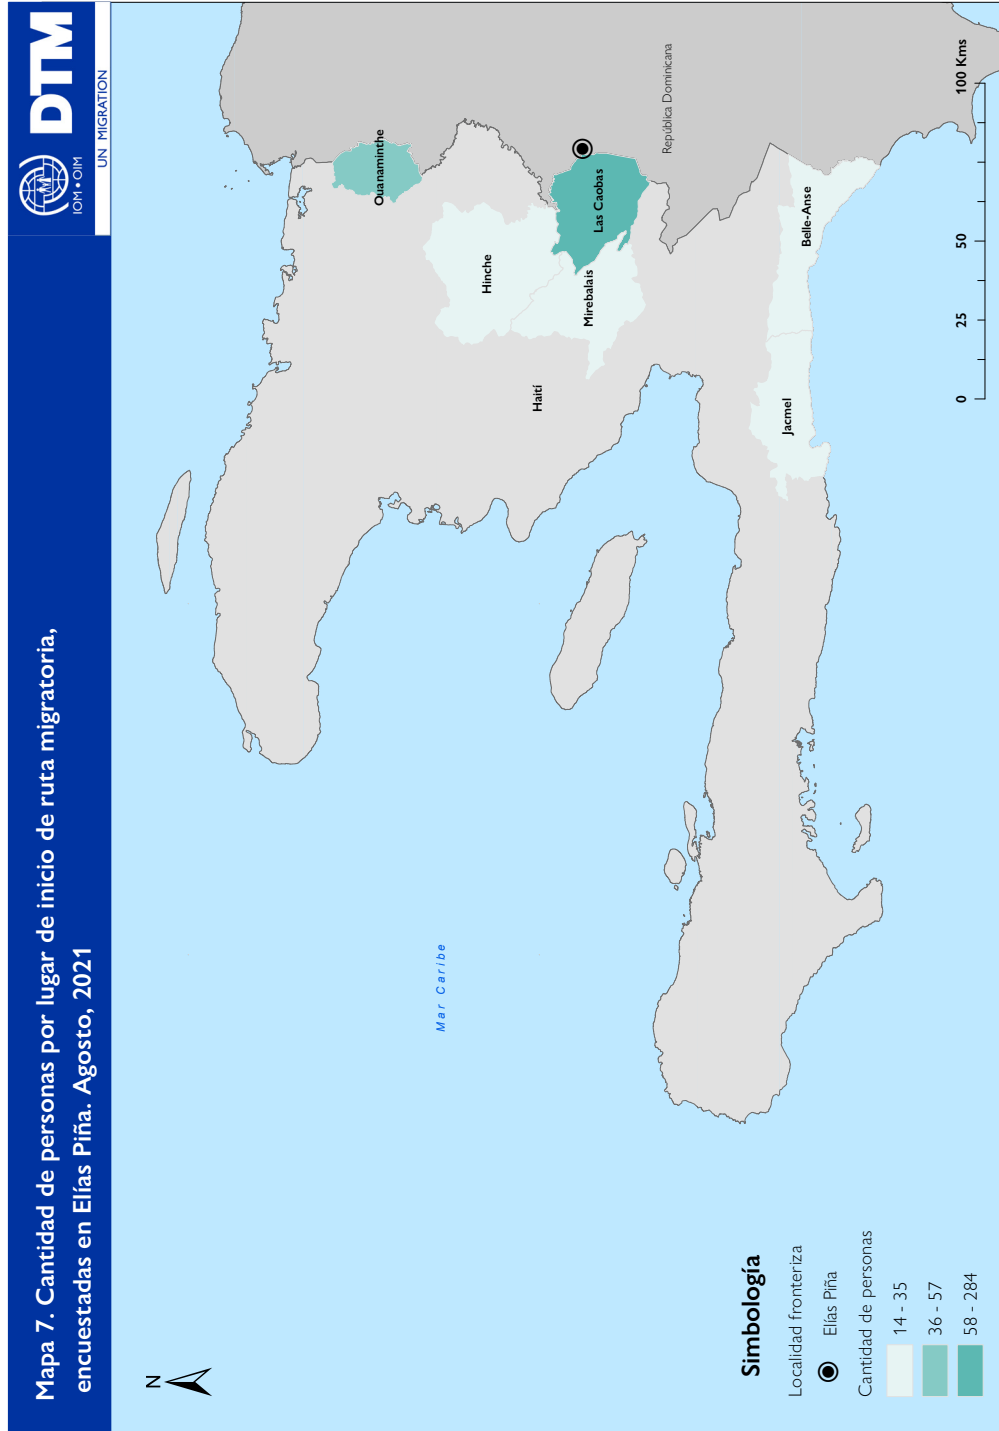 Mapa 7. Cantidad de personas por lugar de inicio de ruta migratoria,
encuestadas en Elías Piña. Agosto, 2021
IOM • OIM
DTM
UN MIGRATION
N
Ouanaminthe
Hinche
Las Caobas
Mirebalais
Haití
República Dominicana
Belle-Anse
Jacmel
Mar Caribe
Simbología
Localidad fronteriza
Elías Piña
Cantidad de personas
14 - 35
36 - 57
58 - 284
0 25 50 100 Kms